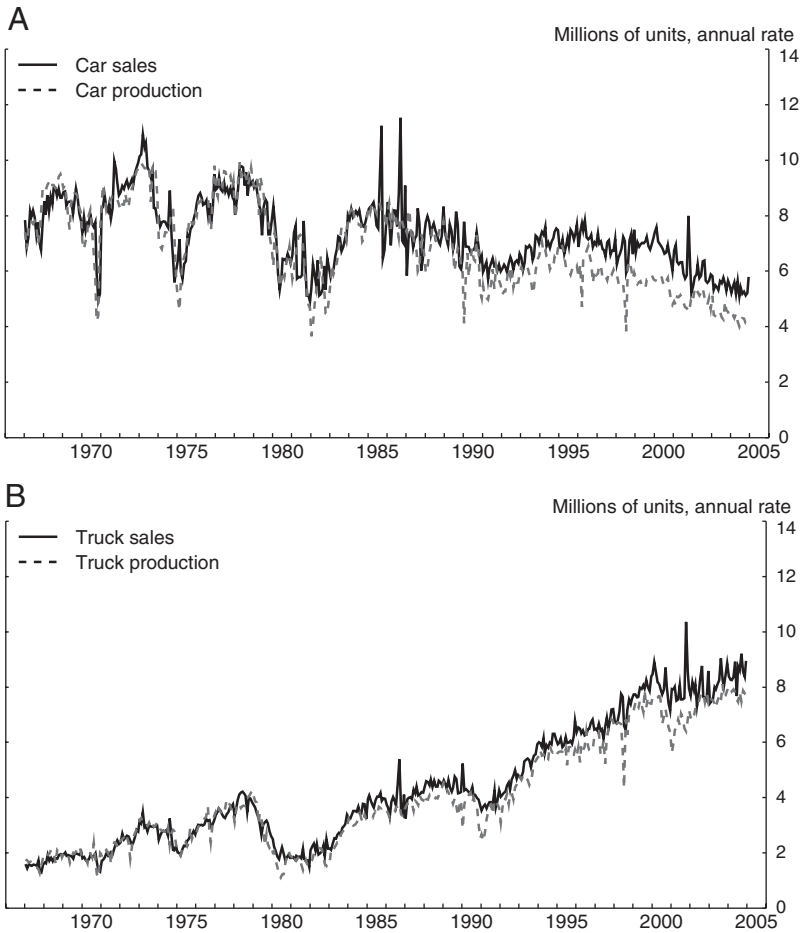 A
Millions of units, annual rate
Car sales
Car production
14
12
10
8
6
4
2
0
1970 1975 1980 1985 1990 1995 2000 2005
B
Millions of units, annual rate
Truck sales
Truck production
14
12
10
8
6
4
2
0
1970 1975 1980 1985 1990 1995 2000 2005